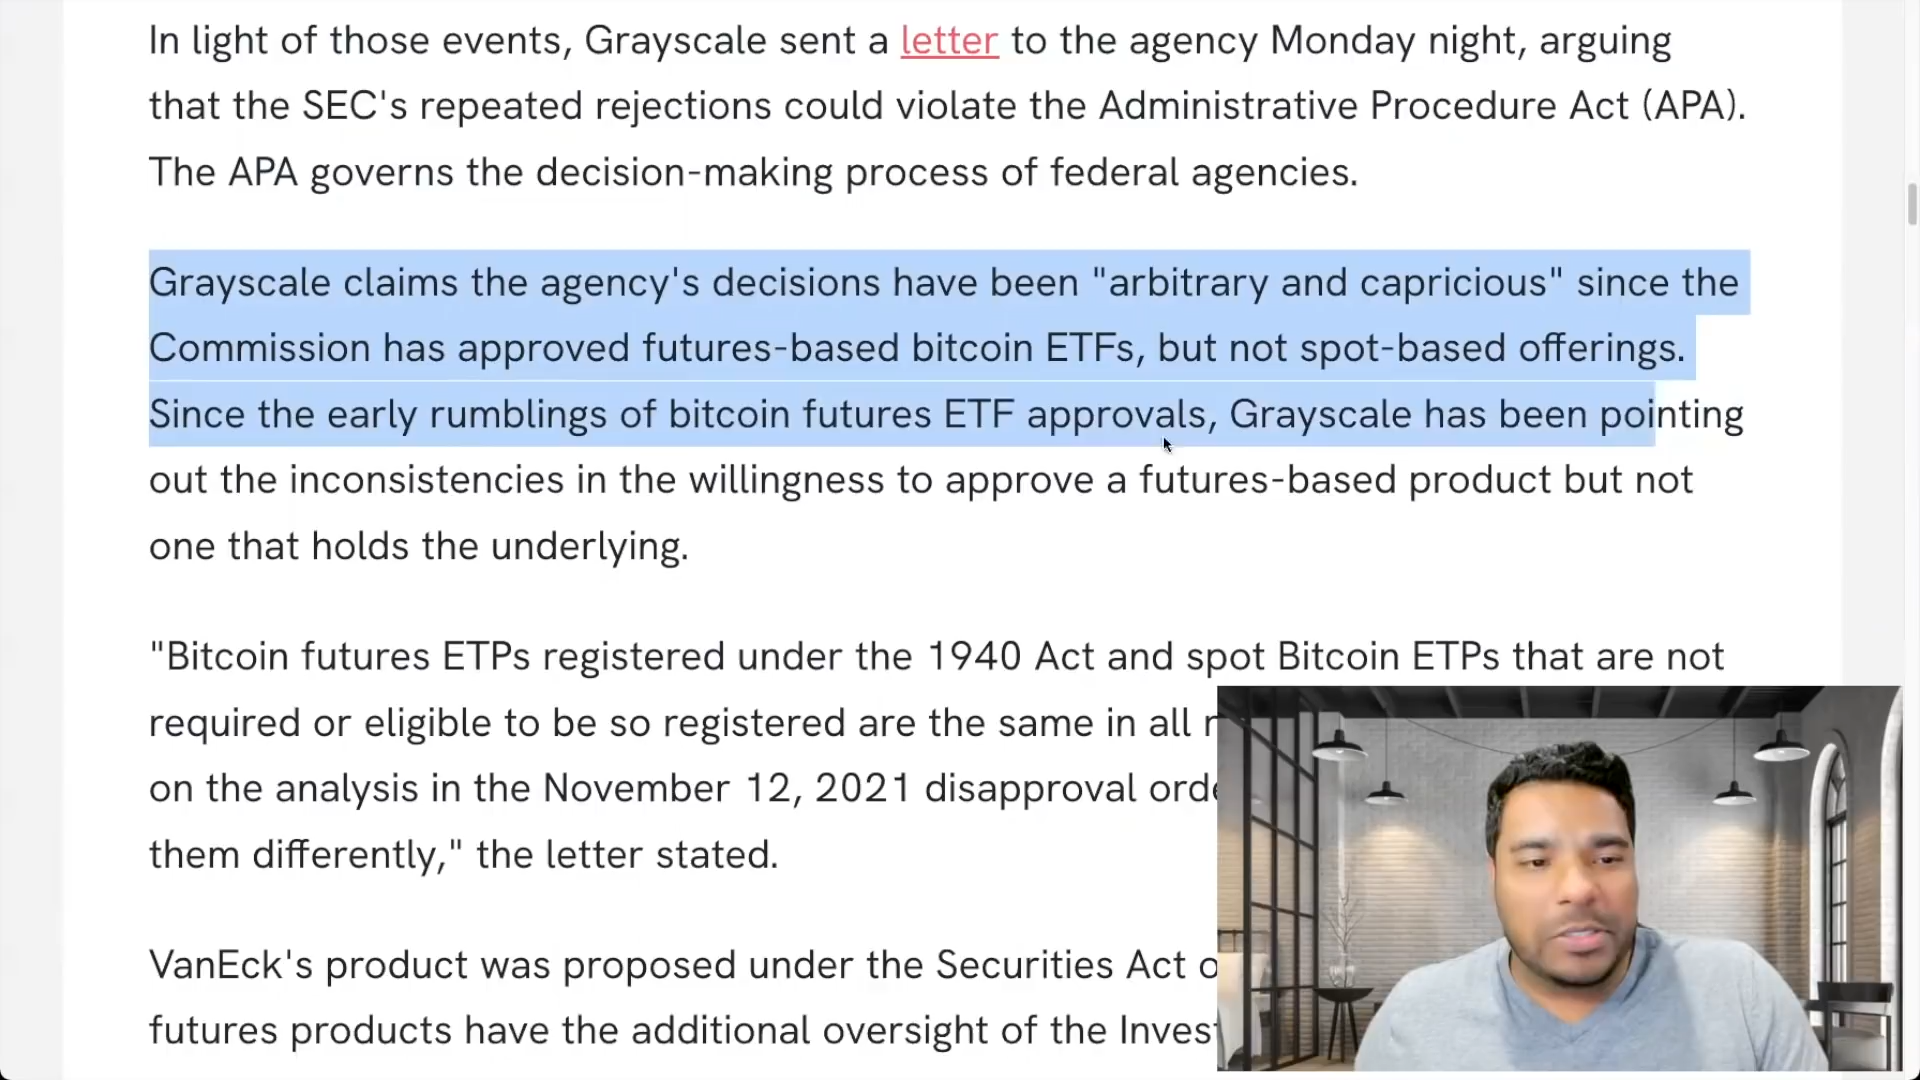 In light of those events, Grayscale sent a letter to the agency Monday night, arguing
that the SEC's repeated rejections could violate the Administrative Procedure Act (APA).
The APA governs the decision-making process of federal agencies.
Grayscale claims the agency's decisions have been "arbitrary and capricious" since the
Commission has approved futures-based bitcoin ETFs, but not spot-based offerings.
Since the early rumblings of bitcoin futures ETF approvals, Grayscale has been pointing
out the inconsistencies in the willingness to approve a futures-based product but not
one that holds the underlying.
"Bitcoin futures ETPs registered under the 1940 Act and spot Bitcoin ETPs that are not
required or eligible to be so registered are the same in all
on the analysis in the November 12, 2021 disapproval
them differently," the letter stated.
VanEck's product was proposed under the Securities Act
futures products have the additional oversight of the